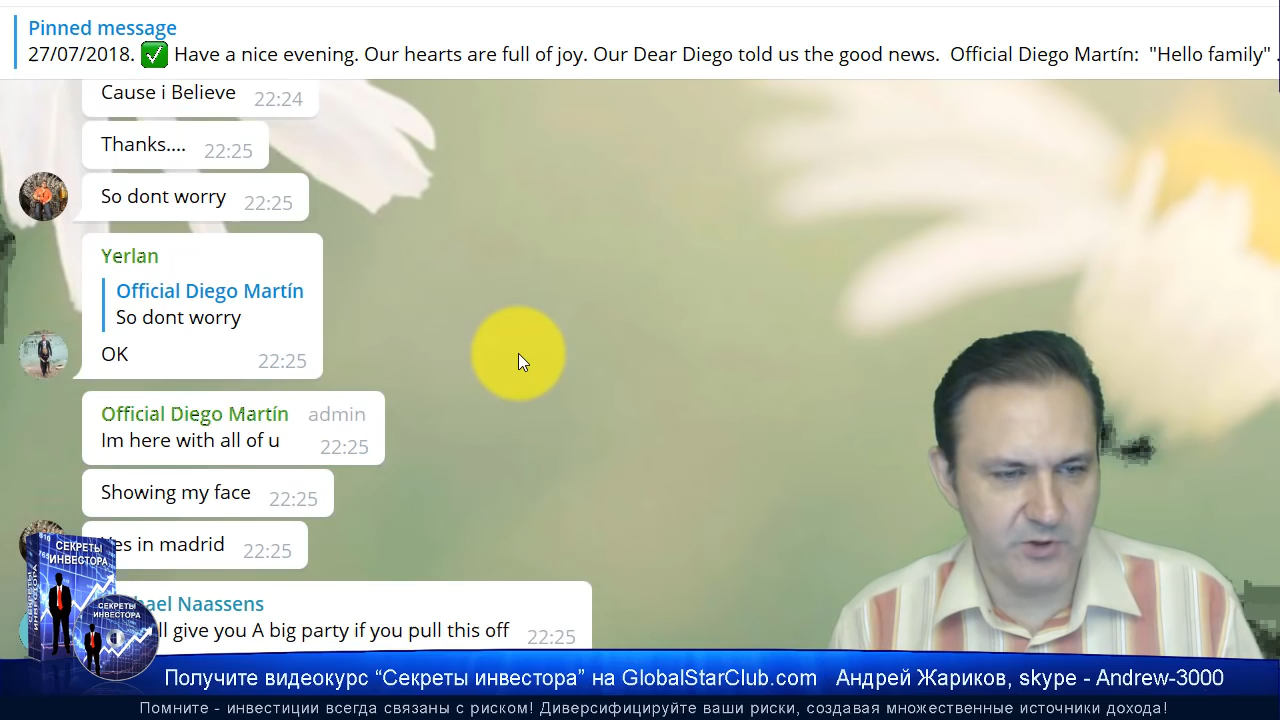 Pinned message
27/07/2018. ✅ Have a nice evening. Our hearts are full of joy. Our Dear Diego told us the good news. Official Diego Martín: "Hello family" .
Cause i Believe 22:24
Thanks.... 22:25
So dont worry 22:25
Yerlan
Official Diego Martín
So dont worry
OK 22:25
Official Diego Martín admin
Im here with all of u 22:25
Showing my face 22:25
es in madrid 22:25
ael Naassens
ll give you A big party if you pull this off 22:25
СЕКРЕТЫ
ИНВЕСТОРА
СЕКРЕТЫ
ИНВЕСТОРА
СЕКРЕТЫ
ИНВЕСТОРА
Получите видеокурс “Секреты инвестора” на GlobalStarClub.com Андрей Жариков, skype - Andrew-3000
Помните - инвестиции всегда связаны с риском! Диверсифицируйте ваши риски, создавая множественные источники дохода!